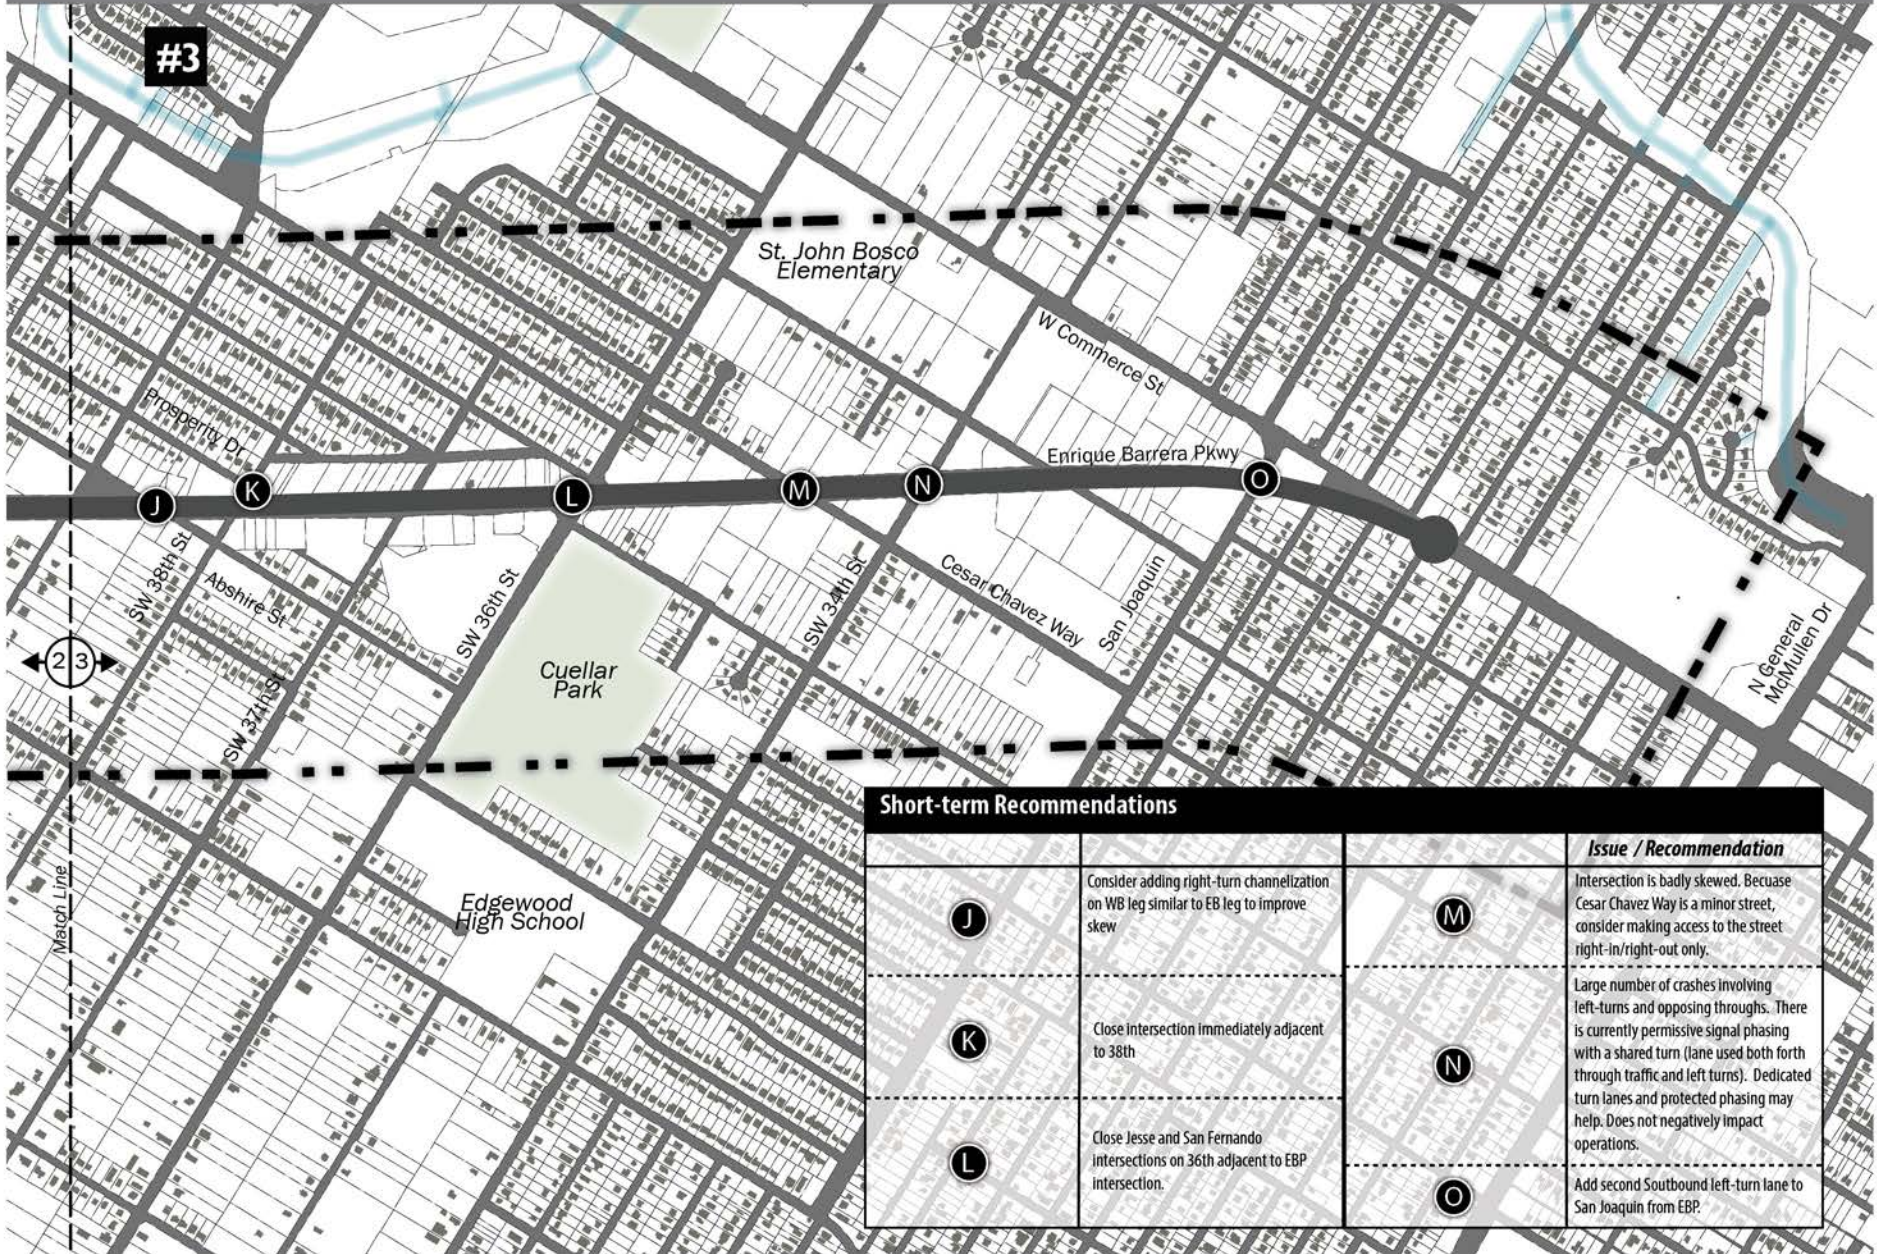 #3
St. John Bosco
Elementary
W Commerce St
Prosperity Dr
Enrique Barrera Pkwy
J
K
L
M
N
O
SW 38th St
Abshire St
SW 37th St
SW 36th St
SW 34th St
Cesar Chavez Way
San Joaquin
N General
McMullen Dr
2 3
Cuellar
Park
Match Line
Edgewood
High School
Short-term Recommendations
Issue / Recommendation
J
Consider adding right-turn channelization
on WB leg similar to EB leg to improve
skew
K
Close intersection immediately adjacent
to 38th
L
Close Jesse and San Fernando
intersections on 36th adjacent to EBP
intersection.
M
Intersection is badly skewed. Becuase
Cesar Chavez Way is a minor street,
consider making access to the street
right-in/right-out only.
N
Large number of crashes involving
left-turns and opposing throughs. There
is currently permissive signal phasing
with a shared turn (lane used both forth
through traffic and left turns). Dedicated
turn lanes and protected phasing may
help. Does not negatively impact
operations.
O
Add second Soutbound left-turn lane to
San Joaquin from EBP.